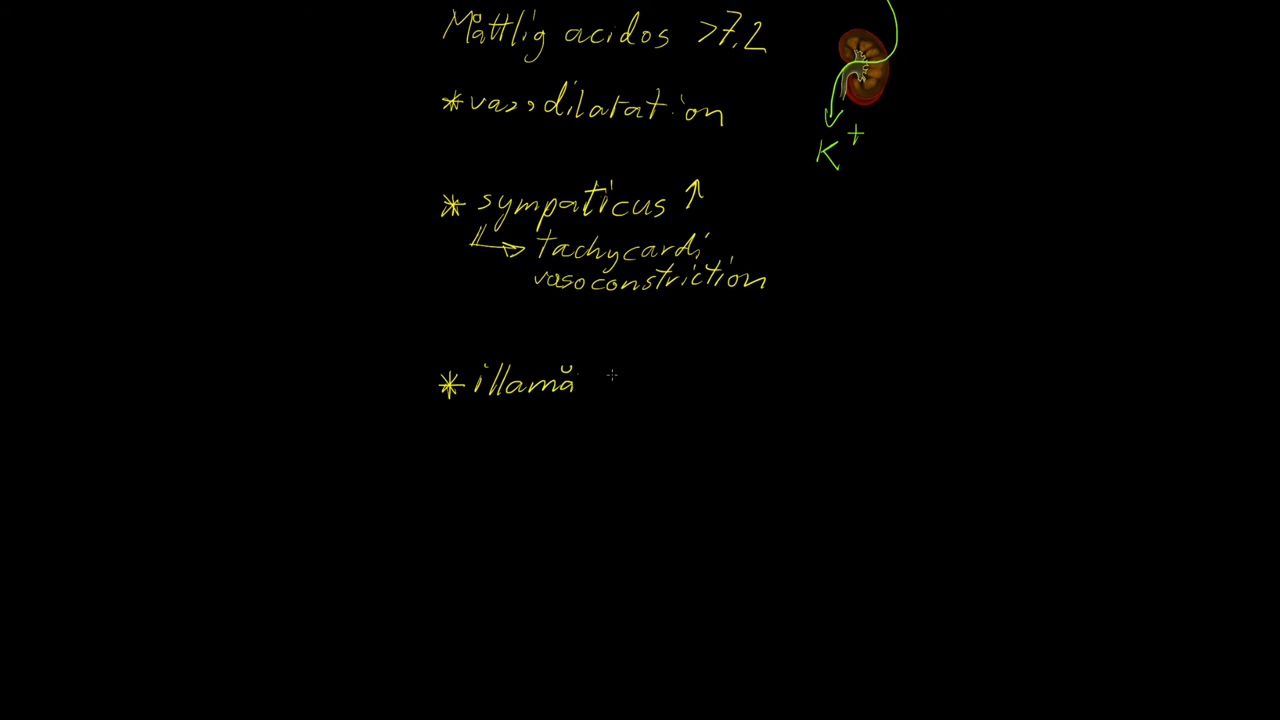 Måttlig acidos >7.2
*vasodilatation
* sympaticus ↑
tachycardi
vasoconstriction
* illamå
K+